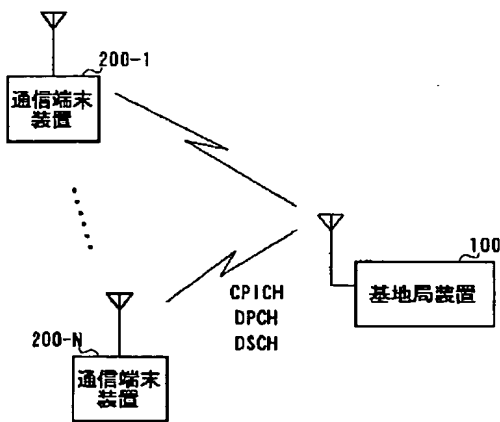 200-1
通信端末
装置
100
基地局装置
CPICH
DPCH
DSCH
200-N
通信端末
装置